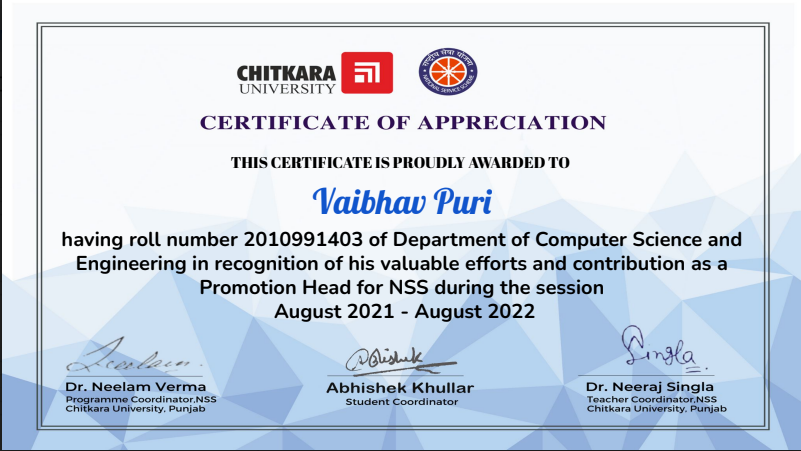 CHITKARA
UNIVERSITY
राष्ट्रीय सेवा योजना
NATIONAL SERVICE SCHEME
CERTIFICATE OF APPRECIATION
THIS CERTIFICATE IS PROUDLY AWARDED TO
Vaibhav Puri
having roll number 2010991403 of Department of Computer Science and
Engineering in recognition of his valuable efforts and contribution as a
Promotion Head for NSS during the session
August 2021 - August 2022
Neelam
Abhishek
Singla
Dr. Neelam Verma
Programme Coordinator,NSS
Chitkara University, Punjab
Abhishek Khullar
Student Coordinator
Dr. Neeraj Singla
Teacher Coordinator,NSS
Chitkara University, Punjab